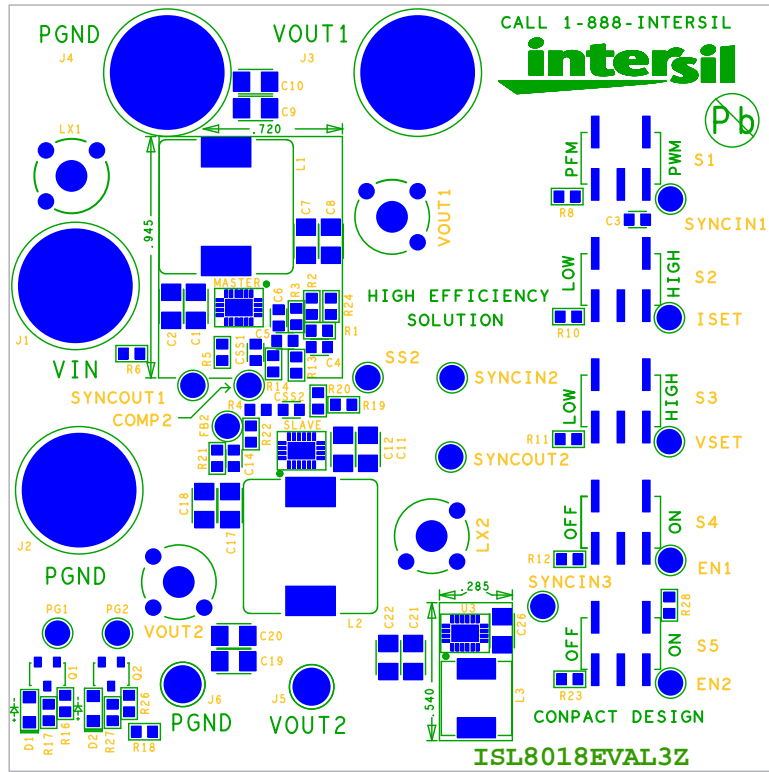 CALL 1-888-INTERSIL
intersil
PGND
J4
VOUT1
J3
C10
C9
.720
Pb
LX1
L1
PFM
PWM
S1
.945
C7
C8
VOUT1
R8
C3
SYNCIN1
MASTER
LOW
HIGH
S2
C2
C1
C6
R3
R2
R24
HIGH EFFICIENCY
SOLUTION
R10
ISET
J1
R1
C5
C4
R5
CSS1
R13
R14
R6
VIN
SS2
SYNCOUT1
SYNCIN2
LOW
HIGH
S3
COMP2
R4
CSS2
R20
R19
FB2
R22
SLAVE
R11
VSET
R21
C14
C12
C11
SYNCOUT2
C18
C17
J2
LX2
OFF
ON
S4
PGND
R12
EN1
SYNCIN3
.285
PG1
PG2
VOUT2
L2
U3
R28
C20
C19
C22
C21
C26
OFF
ON
S5
Q1
Q2
R23
EN2
J6
J5
L3
.540
D1
R17
R16
D2
R27
R26
R18
PGND
VOUT2
CONPACT DESIGN
ISL8018EVAL3Z